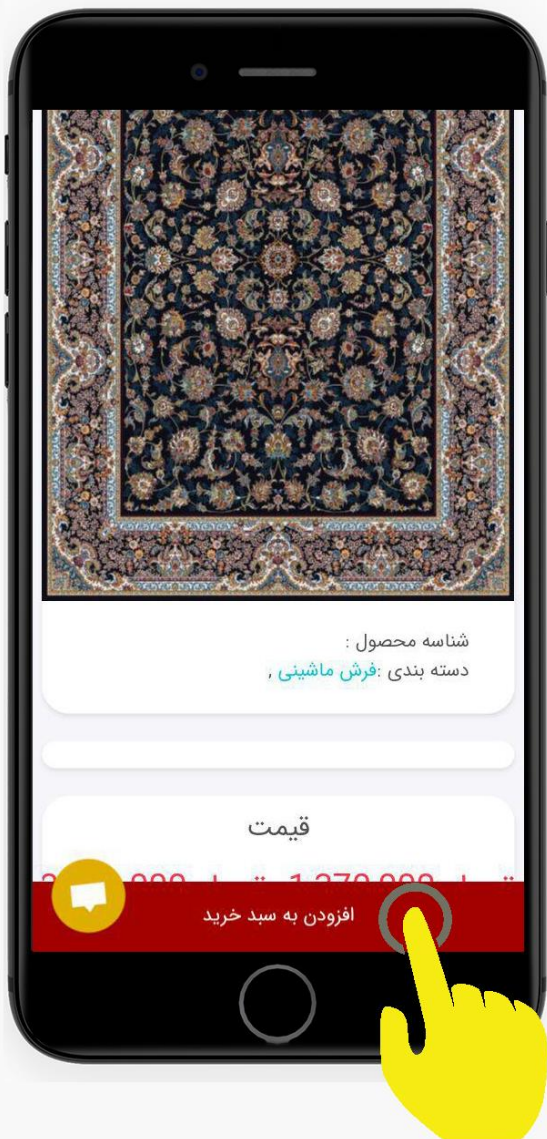 شناسه محصول :
دسته بندی :فرش ماشینی ,
قیمت
افزودن به سبد خرید